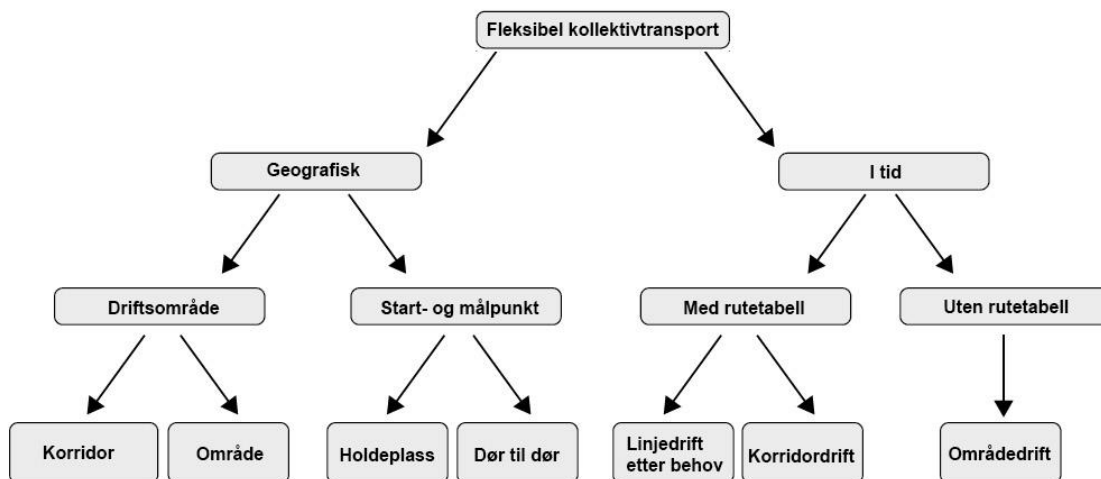 Fleksibel kollektivtransport
Geografisk
I tid
Driftsområde
Start- og målpunkt
Med rutetabell
Uten rutetabell
Korridor
Område
Holdeplass
Dør til dør
Linjedrift
etter behov
Korridordrift
Områdedrift